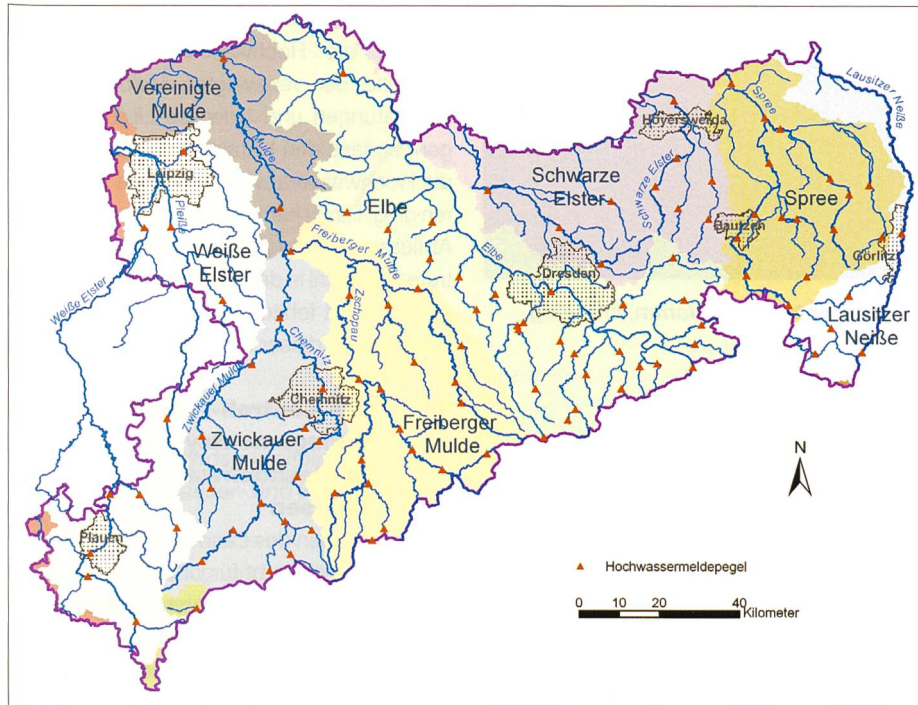 Vereinigte
Mulde
Mulde
Leipzig
Pleiße
Weiße
Elster
Weiße Elster
Elbe
Freiberger Mulde
Zschopau
Chemnitz
Chemnitz
Zwickauer Mulde
Zwickauer
Mulde
Freiberger
Mulde
Plauen
Elbe
Dresden
Schwarze
Elster
Schwarze Elster
Hoyerswerda
Bautzen
Spree
Spree
Görlitz
Lausitzer Neiße
Lausitzer
Neiße
N
Hochwassermeldepegel
0 10 20 40
Kilometer